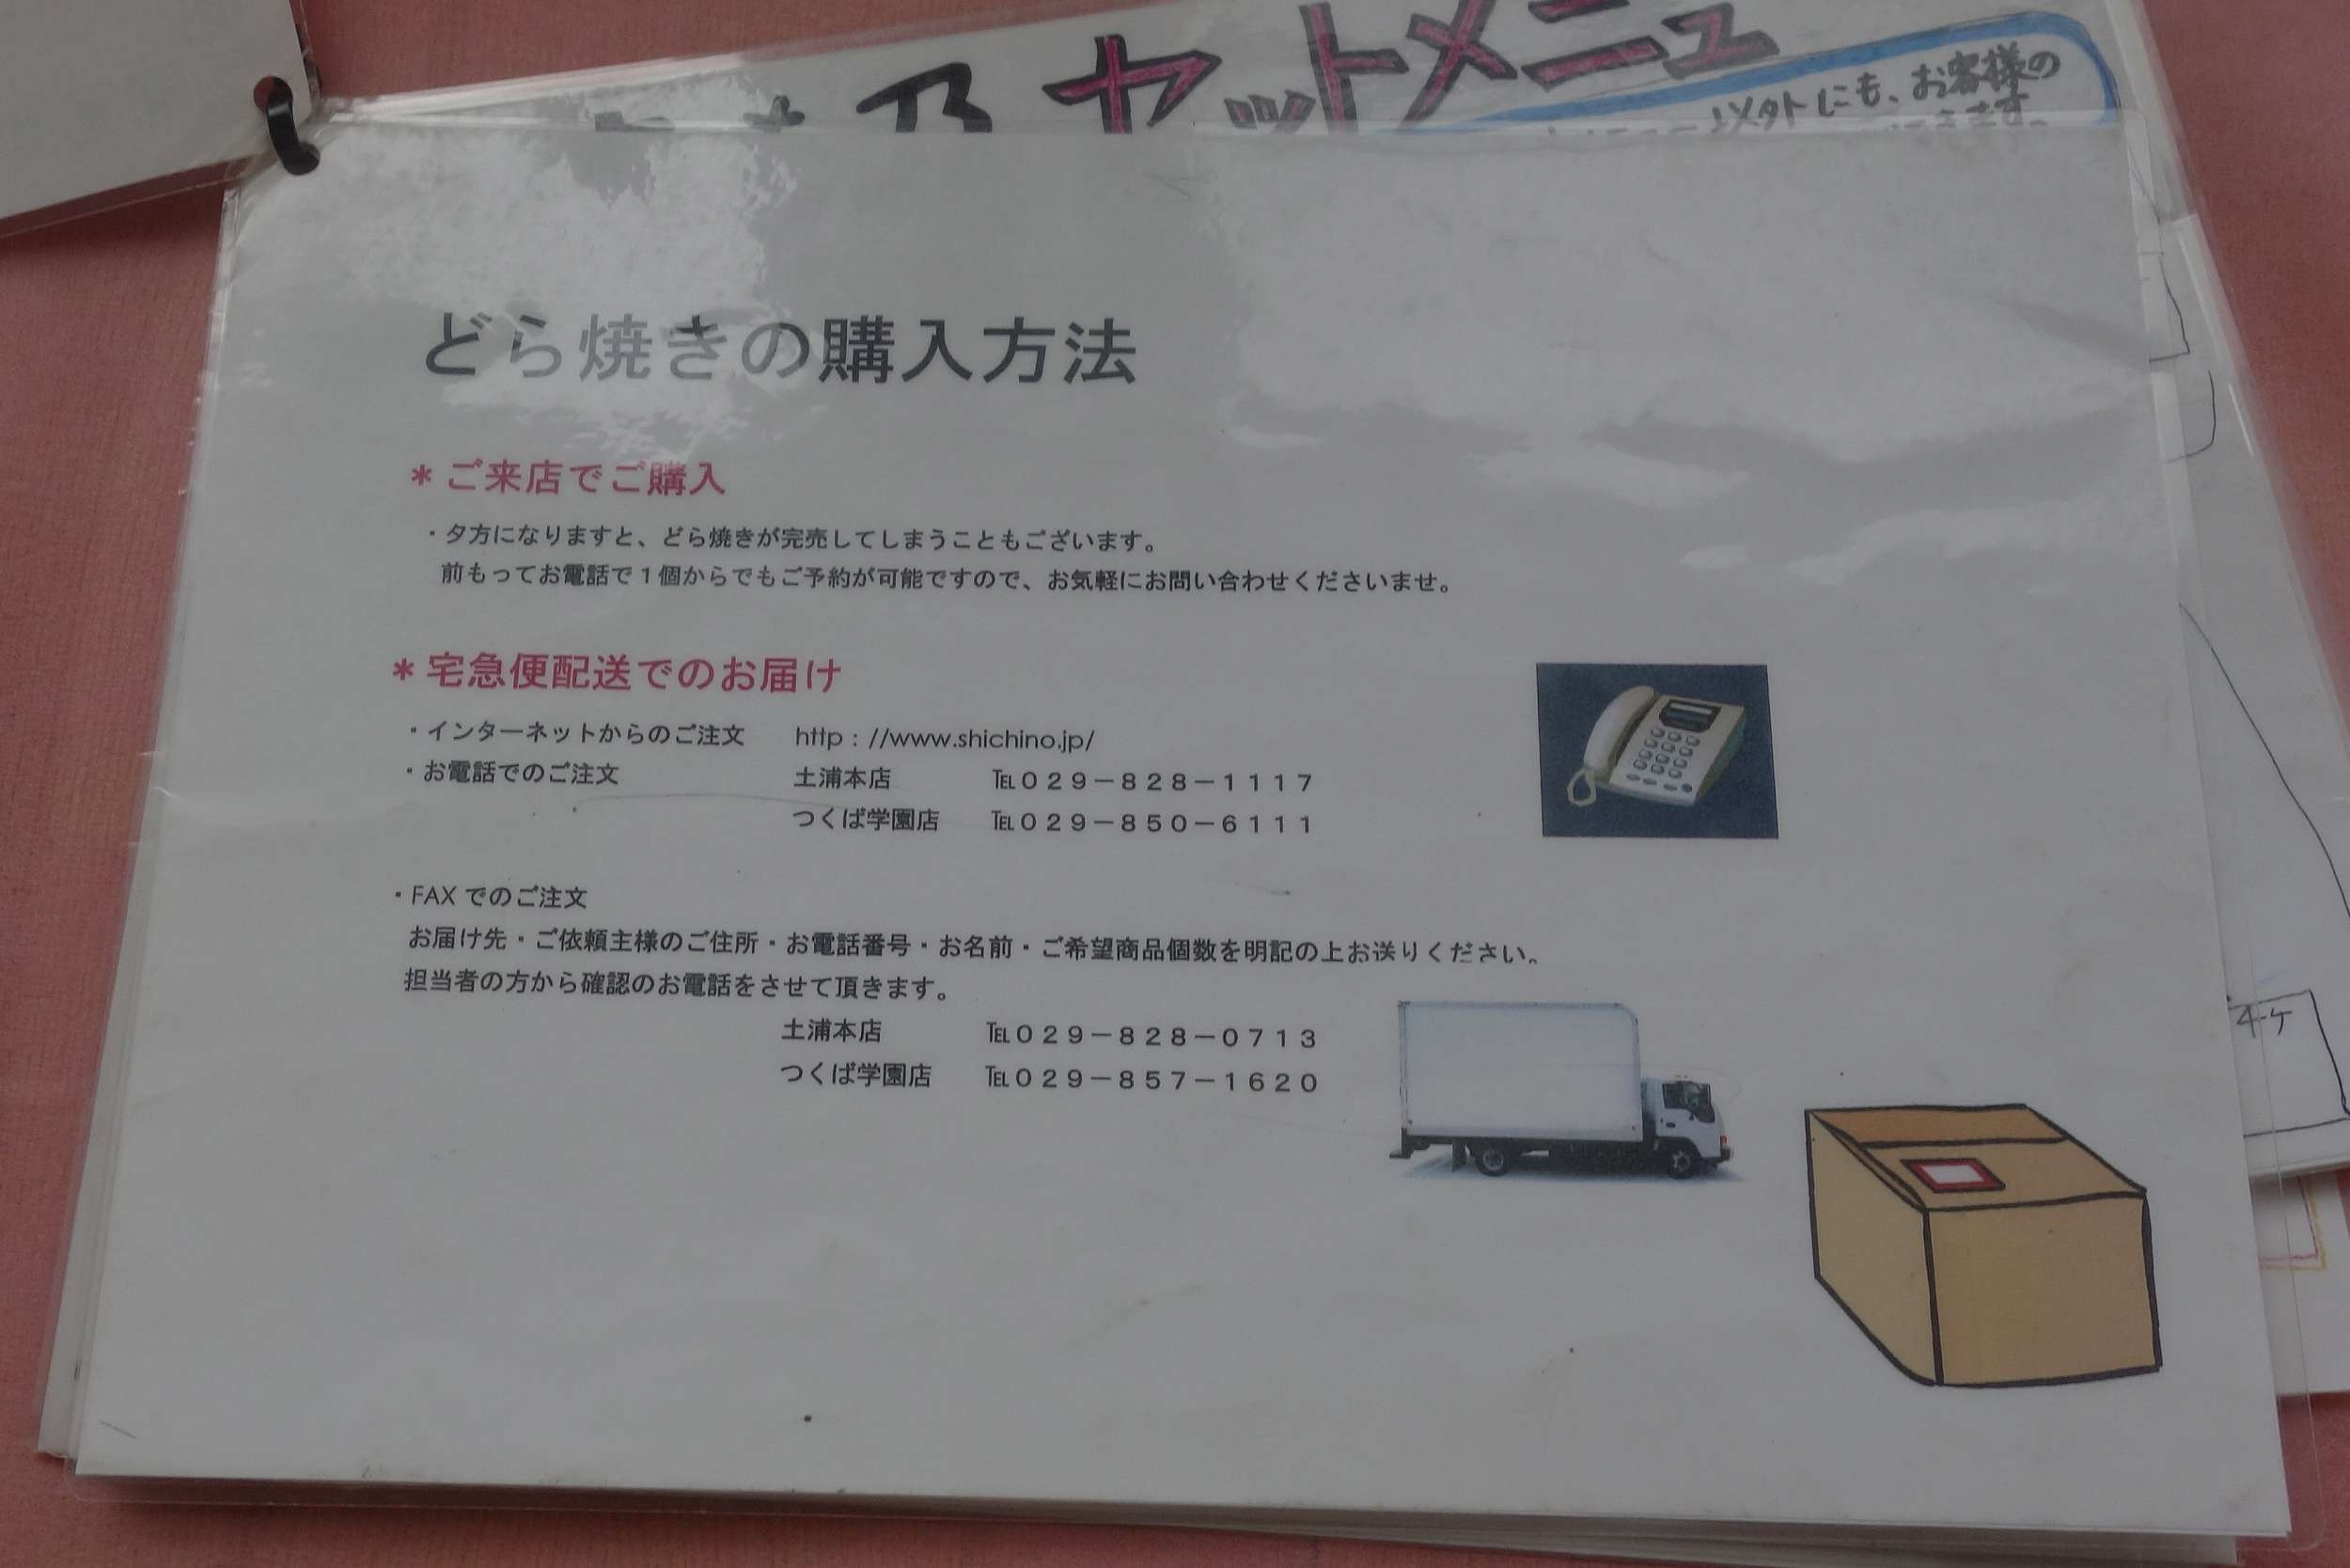 乃 セットメニュ
以外にも、お客様の
どら焼きの購入方法
＊ご来店でご購入
・夕方になりますと、どら焼きが完売してしまうこともございます。
前もってお電話で１個からでもご予約が可能ですので、お気軽にお問い合わせくださいませ。
＊宅急便配送でのお届け
・インターネットからのご注文 http：//www.shichino.jp/
・お電話でのご注文 土浦本店 ℡０２９－８２８－１１１７
つくば学園店 ℡０２９－８５０－６１１１
・FAX でのご注文
お届け先・ご依頼主様のご住所・お電話番号・お名前・ご希望商品個数を明記の上お送りください。
担当者の方から確認のお電話をさせて頂きます。
土浦本店 ℡０２９－８２８－０７１３
つくば学園店 ℡０２９－８５７－１６２０